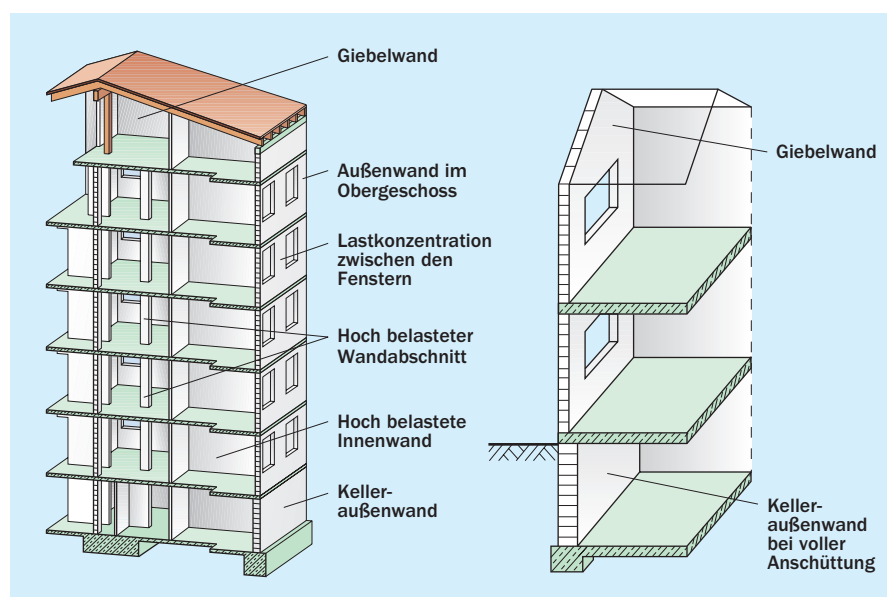 Giebelwand
Außenwand im
Obergeschoss
Lastkonzentration
zwischen den
Fenstern
Hoch belasteter
Wandabschnitt
Hoch belastete
Innenwand
Keller-
außenwand
Giebelwand
Keller-
außenwand
bei voller
Anschüttung